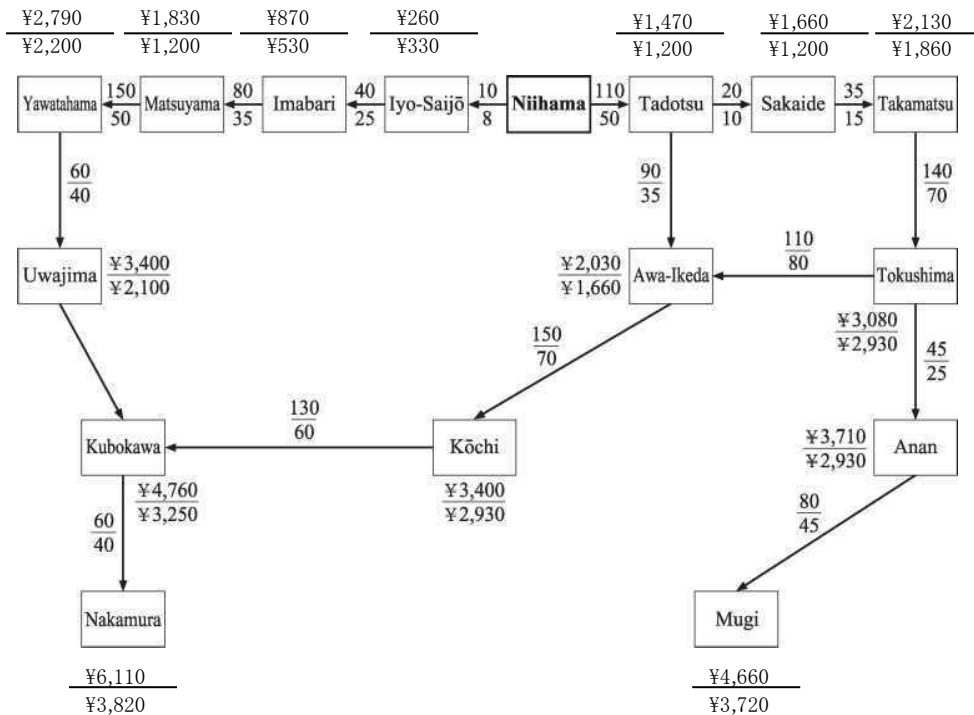 ¥2,790 ¥1,830 ¥870 ¥260 ¥1,470 ¥1,660 ¥2,130
¥2,200 ¥1,200 ¥530 ¥330 ¥1,200 ¥1,200 ¥1,860
Yawatahama 150 Matsuyama 80 Imabari 40 Iyo-Saijō 10 Niihama 110 Tadotsu 20 Sakaide 35 Takamatsu
50 35 25 8 50 10 15
60 90 140
40 35 70
110
80
Uwajima ¥3,400 ¥2,030 Awa-Ikeda Tokushima
¥2,100 ¥1,660
¥3,080
¥2,930
45
25
150
70
130
60
Kubokawa Kōchi ¥3,710 Anan
¥2,930
¥4,760 ¥3,400
¥3,250 ¥2,930
60 80
40 45
Nakamura Mugi
¥6,110 ¥4,660
¥3,820 ¥3,720